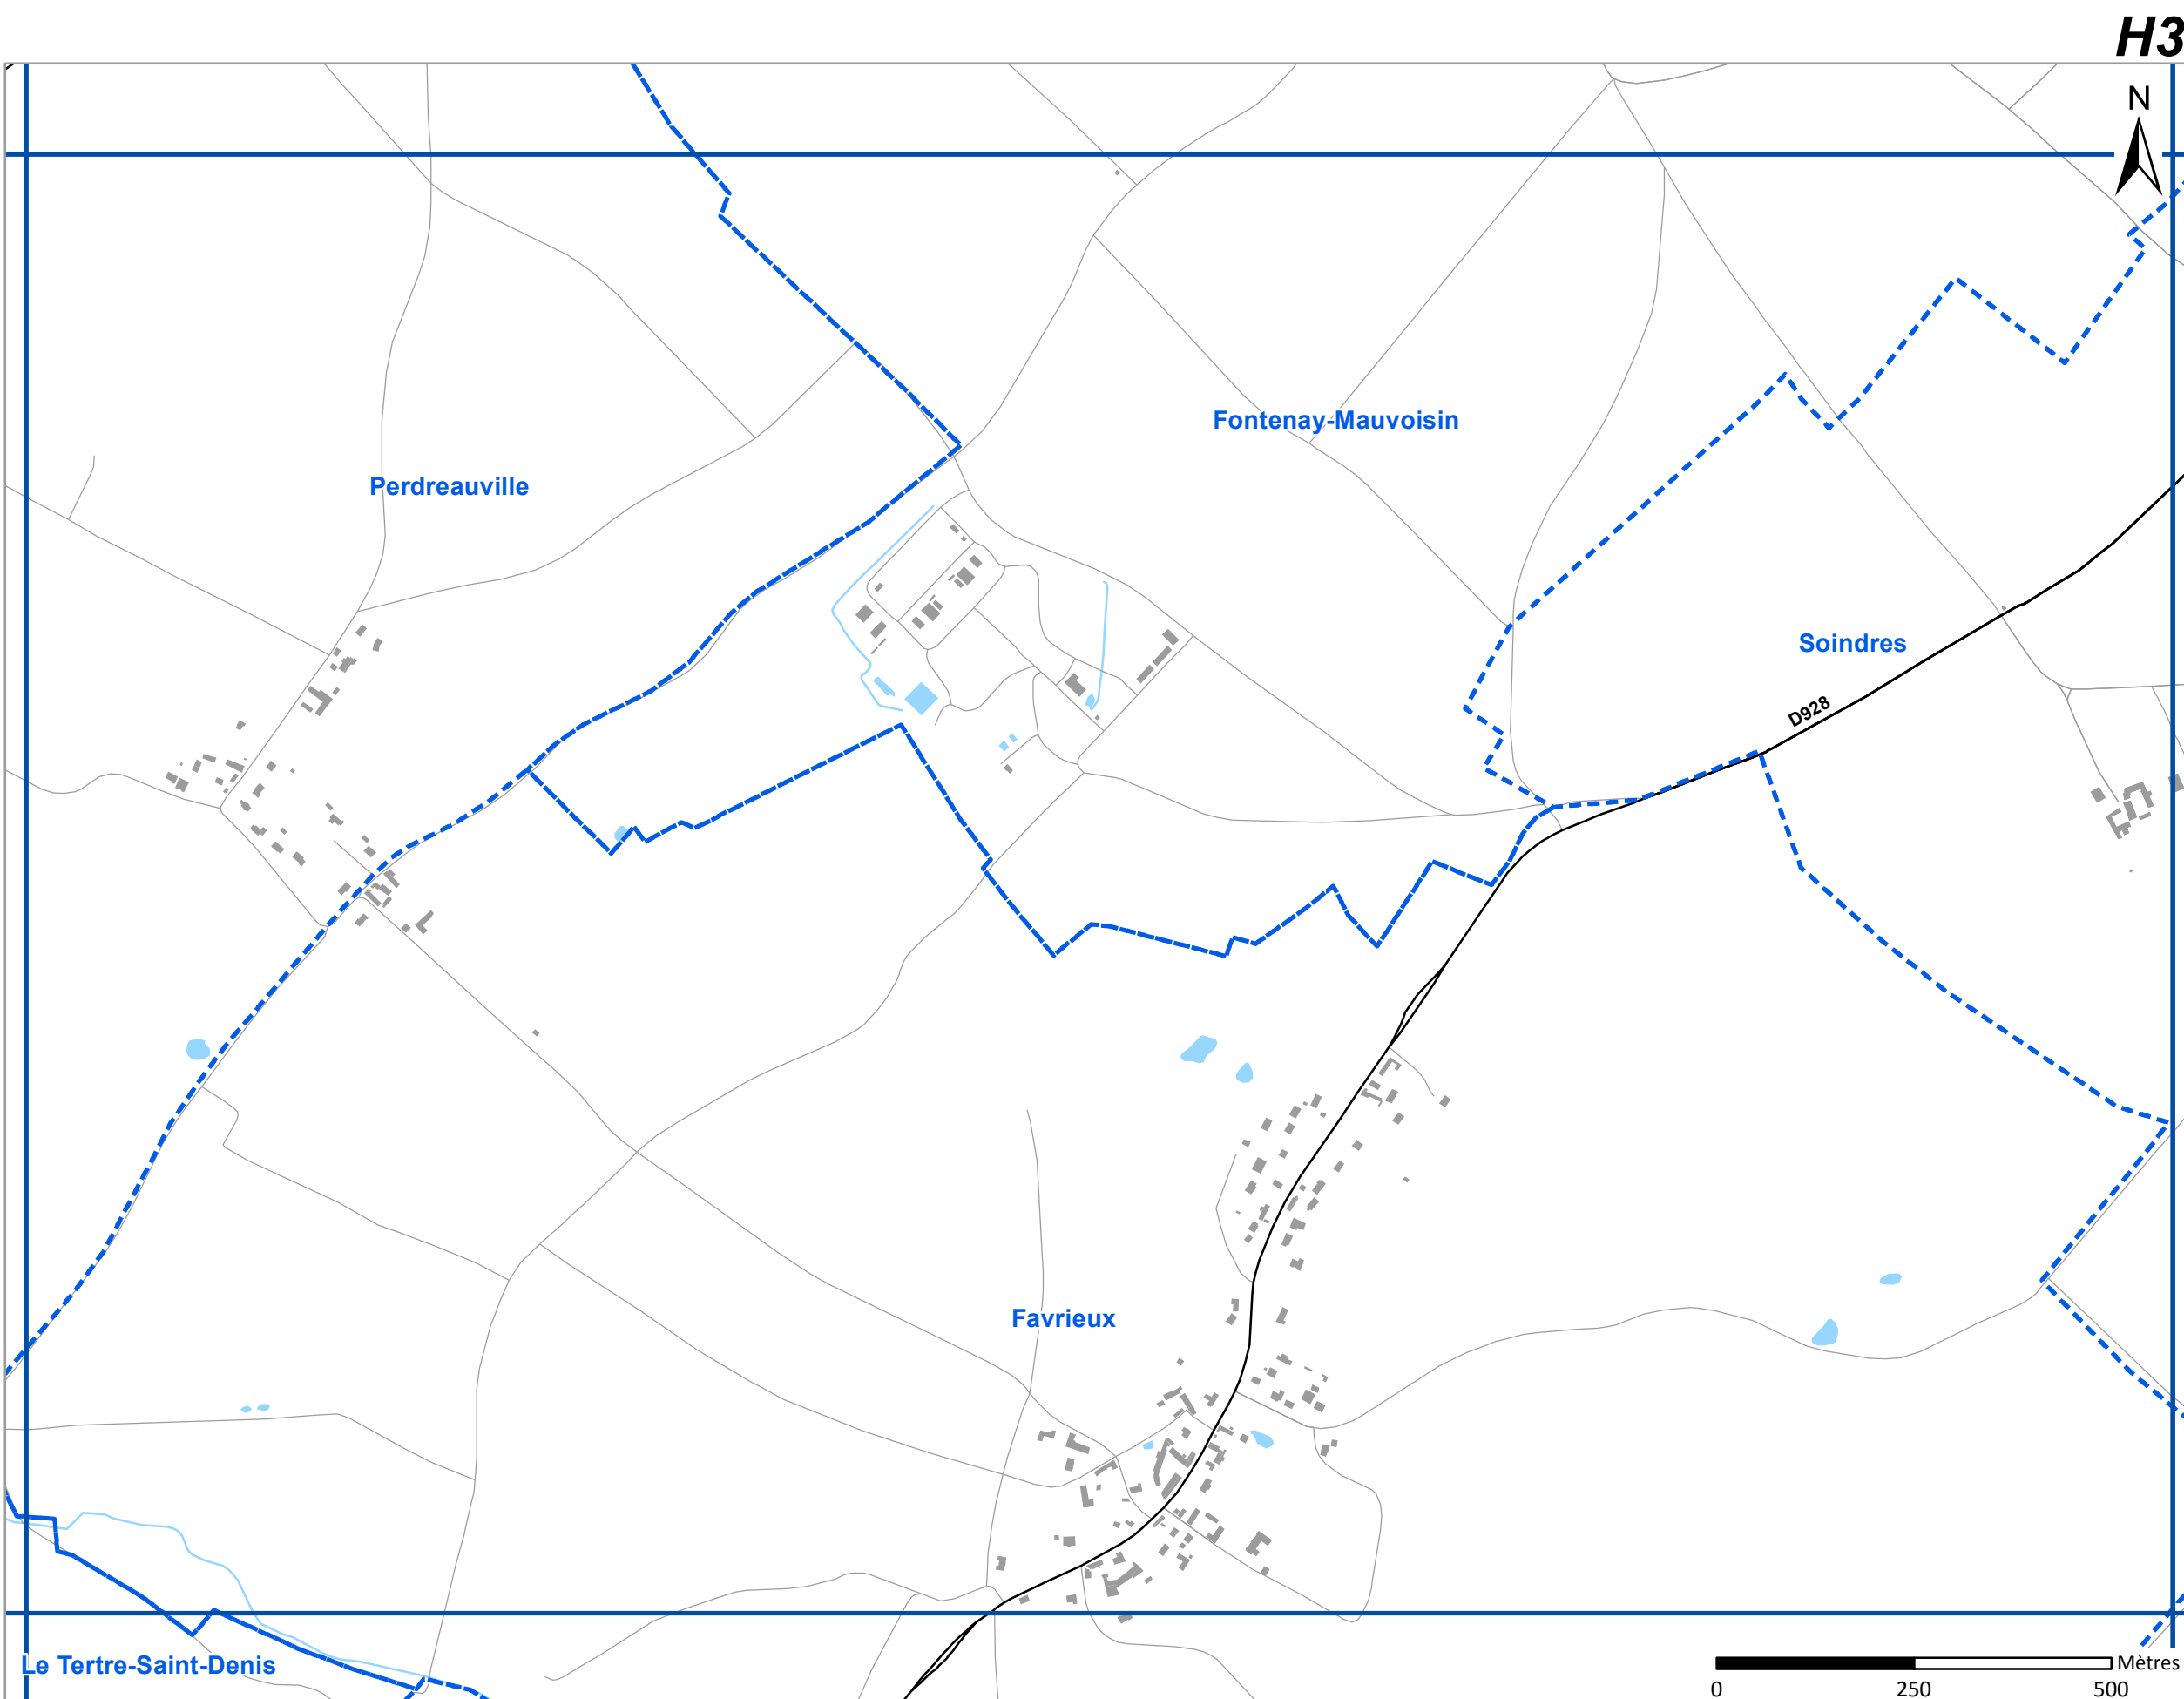 H3
N
Fontenay-Mauvoisin
Perdreauville
Soindres
D928
Favrieux
Le Tertre-Saint-Denis
Mètres
0 250 500